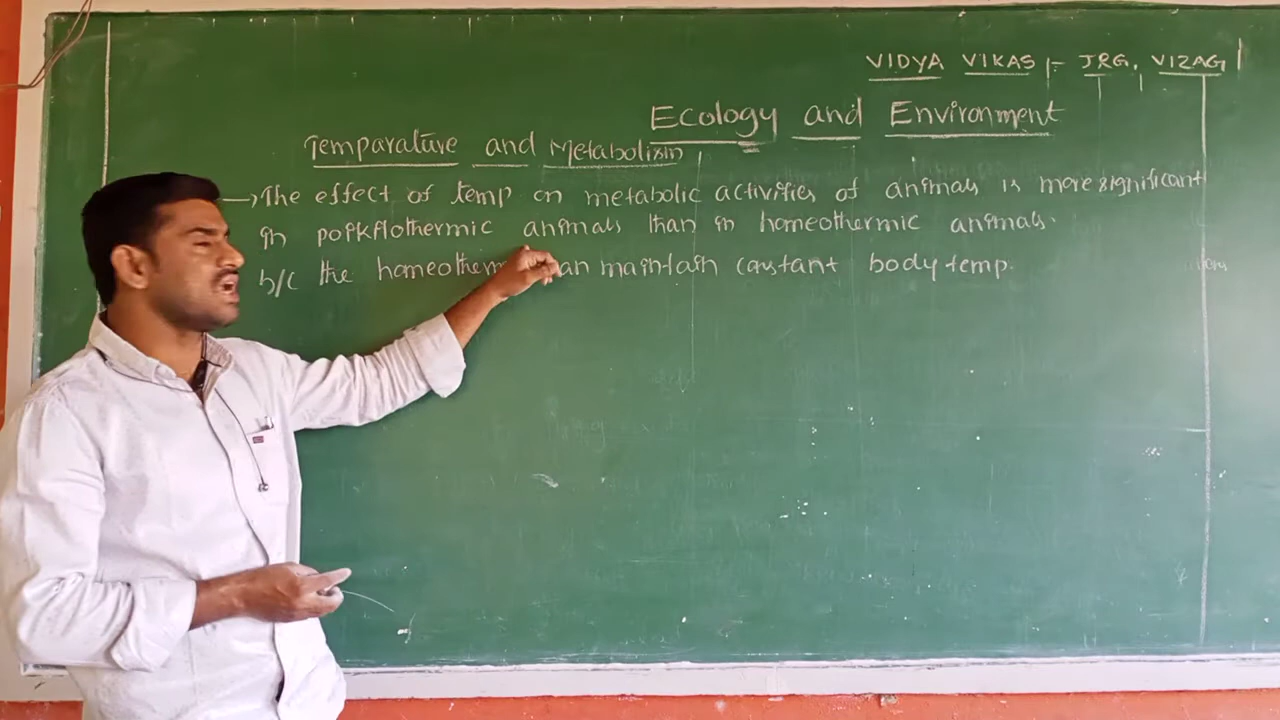 VIDYA VIKAS :- JRG, VIZAG
Ecology and Environment
Temparature and Metabolism
→ The effect of temp on metabolic activities of animals is more significant
in poikilothermic animals than in homeothermic animals.
b/c the homeotherm an maintain constant body temp.